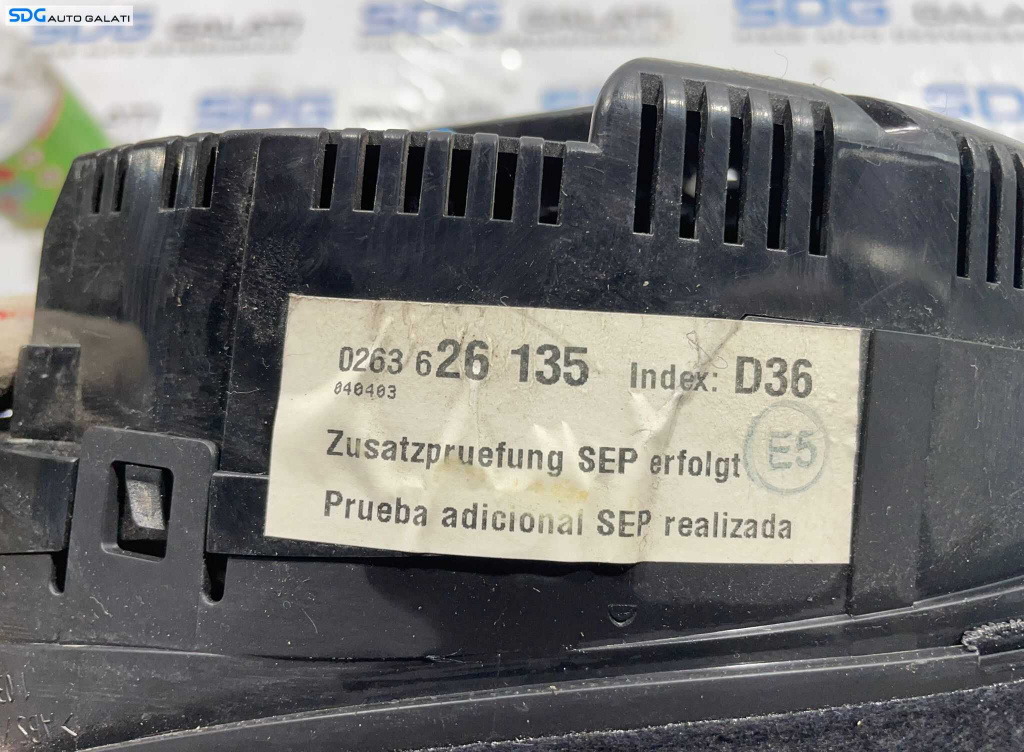 SDG AUTO GALATI
0263 626 135 Index: D36
040403
Zusatzpruefung SEP erfolgt E5
Prueba adicional SEP realizada